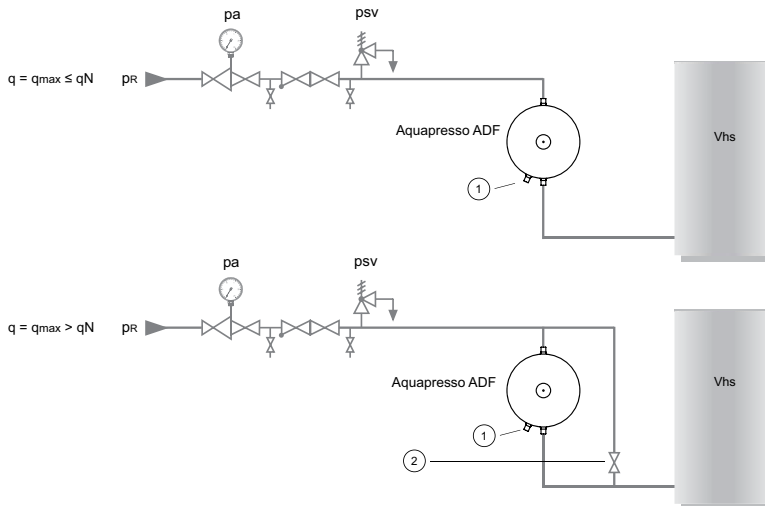 pa
psv
q = qmax ≤ qN
pR
Aquapresso ADF
Vhs
1
pa
psv
q = qmax > qN
pR
Aquapresso ADF
Vhs
1
2